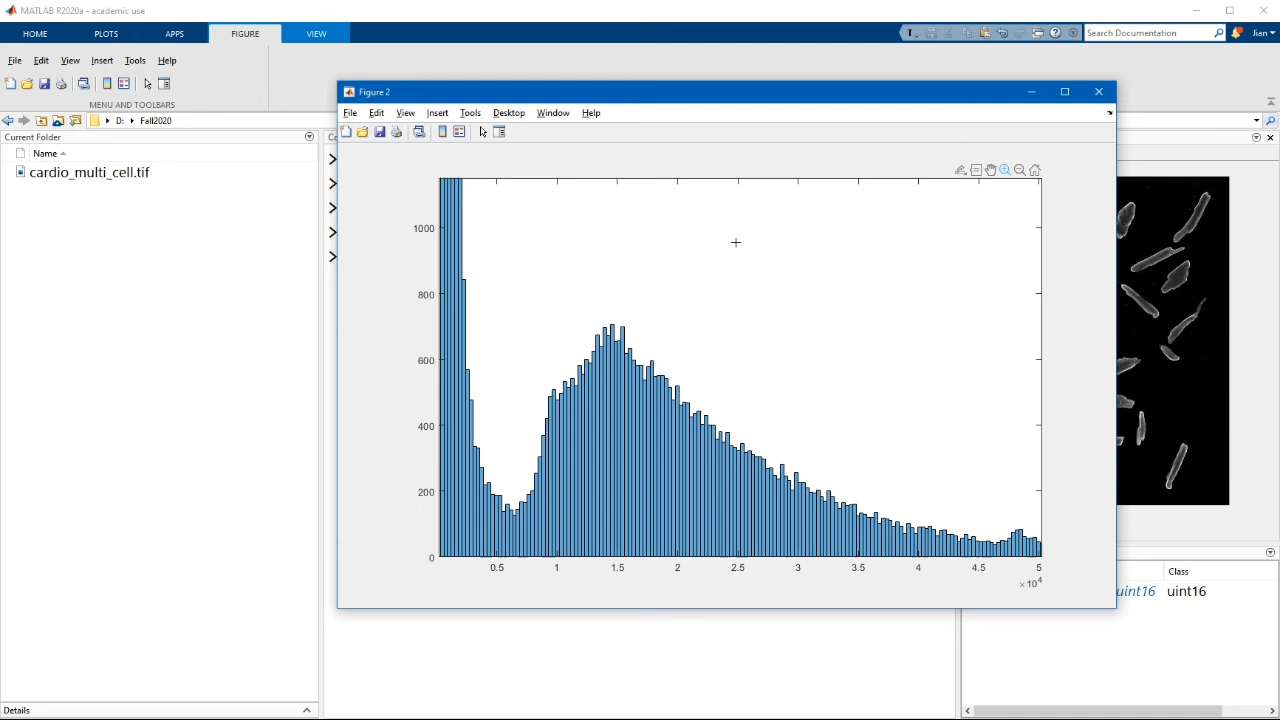 MATLAB R2020a - academic use
HOME PLOTS APPS FIGURE VIEW
Search Documentation
Jian
File Edit View Insert Tools Help
MENU AND TOOLBARS
D: Fall2020
Current Folder
Name
cardio_multi_cell.tif
Details
Figure 2
File Edit View Insert Tools Desktop Window Help
1000
800
600
400
200
0
0.5 1 1.5 2 2.5 3 3.5 4 4.5 5
×10⁴
Class
uint16 uint16